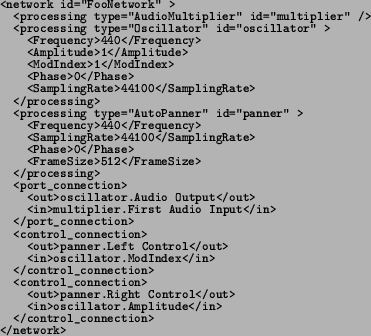 <network id="FooNetwork" >
<processing type="AudioMultiplier" id="multiplier" />
<processing type="Oscillator" id="oscillator" >
<Frequency>440</Frequency>
<Amplitude>1</Amplitude>
<ModIndex>1</ModIndex>
<Phase>0</Phase>
<SamplingRate>44100</SamplingRate>
</processing>
<processing type="AutoPanner" id="panner" >
<Frequency>440</Frequency>
<SamplingRate>44100</SamplingRate>
<Phase>0</Phase>
<FrameSize>512</FrameSize>
</processing>
<port_connection>
<out>oscillator.Audio Output</out>
<in>multiplier.First Audio Input</in>
</port_connection>
<control_connection>
<out>panner.Left Control</out>
<in>oscillator.ModIndex</in>
</control_connection>
<control_connection>
<out>panner.Right Control</out>
<in>oscillator.Amplitude</in>
</control_connection>
</network>